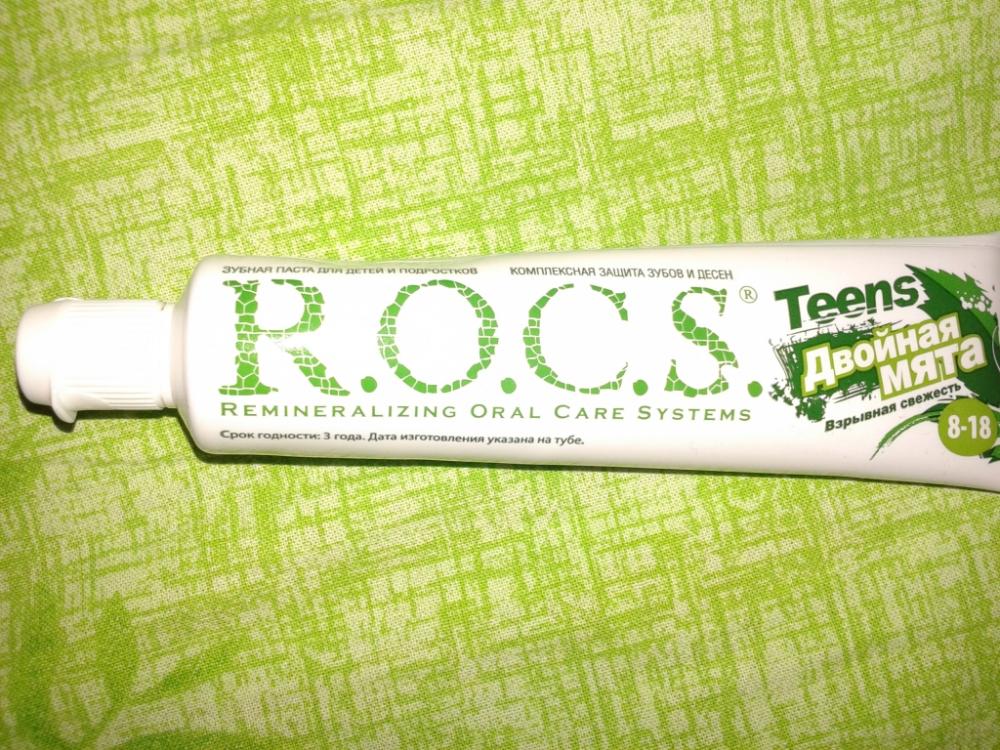 ЗУБНАЯ ПАСТА ДЛЯ ДЕТЕЙ И ПОДРОСТКОВ КОМПЛЕКСНАЯ ЗАЩИТА ЗУБОВ И ДЕСЕН
R.O.C.S.®
REMINERALIZING ORAL CARE SYSTEMS
Срок годности: 3 года. Дата изготовления указана на тубе.
Teens
Двойная
мята
Взрывная свежесть
8-18